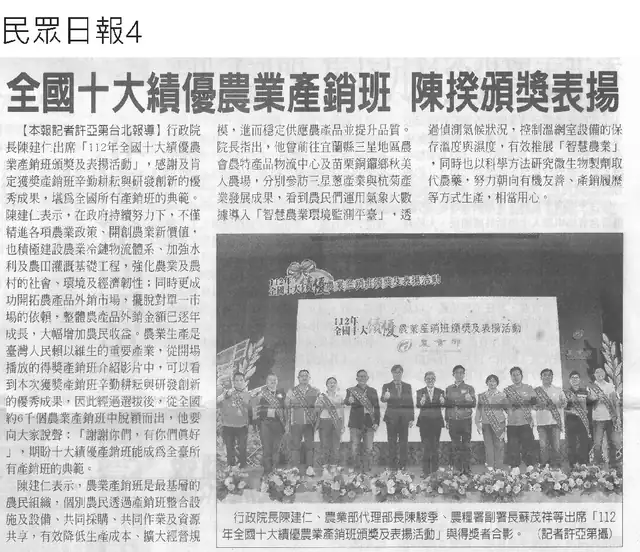 民眾日報4
全國十大績優農業產銷班 陳揆頒獎表揚
【本報記者許亞第台北報導】行政院
長陳建仁出席「112年全國十大績優農
業產銷班頒獎及表揚活動」，感謝及肯
定獲獎產銷班辛勤耕耘與研發創新的優
秀成果，堪為全國所有產銷班的典範。
陳建仁表示，在政府持續努力下，不僅
精進各項農業政策、開創農業新價值，
也積極建設農業冷鏈物流體系、加強水
利及農田灌溉基礎工程，強化農業及農
村的社會、環境及經濟韌性；同時更成
功開拓農產品外銷市場，擺脫對單一市
場的依賴，整體農產品外銷金額已逐年
成長，大幅增加農民收益。農業生產是
臺灣人民賴以維生的重要產業，從開場
播放的得獎產銷班介紹影片中，可以看
到本次獲獎產銷班辛勤耕耘與研發創新
的優秀成果，因此經過選拔後，從全國
約6千個農業產銷班中脫穎而出，他要
向大家說聲：「謝謝你們，有你們真好
」，期盼十大績優產銷班能成為全臺所
有產銷班的典範。
陳建仁表示，農業產銷班是最基層的
農民組織，個別農民透過產銷班整合設
施及設備、共同採購、共同作業及資源
共享，有效降低生產成本、擴大經營規
模，進而穩定供應農產品並提升品質。
院長指出，他曾前往宜蘭縣三星地區農
會農特產品物流中心及苗栗銅鑼鄉秋美
人農場，分別參訪三星蔥產業與杭菊產
業發展成果，看到農民們運用氣象大數
據導入「智慧農業環境監測平臺」，透
過偵測氣候狀況，控制溫網室設備的保
存溫度與濕度，有效推展「智慧農業」
，同時也以科學方法研究微生物製劑取
代農藥，努力朝向有機友善、產銷履歷
等方式生產，相當用心。
112年
全國十大績優農業產銷班頒獎及表揚活動
112年
全國十大 績優 農業產銷班頒獎及表揚活動
農業部
行政院長陳建仁、農業部代理部長陳駿季、農糧署副署長蘇茂祥等出席「112
年全國十大績優農業產銷班頒獎及表揚活動」與得獎者合影。（記者許亞第攝）